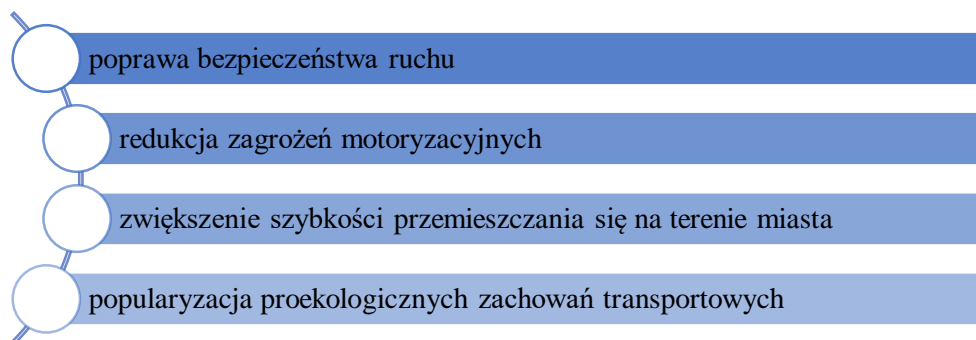 poprawa bezpieczeństwa ruchu
redukcja zagrożeń motoryzacyjnych
zwiększenie szybkości przemieszczania się na terenie miasta
popularyzacja proekologicznych zachowań transportowych